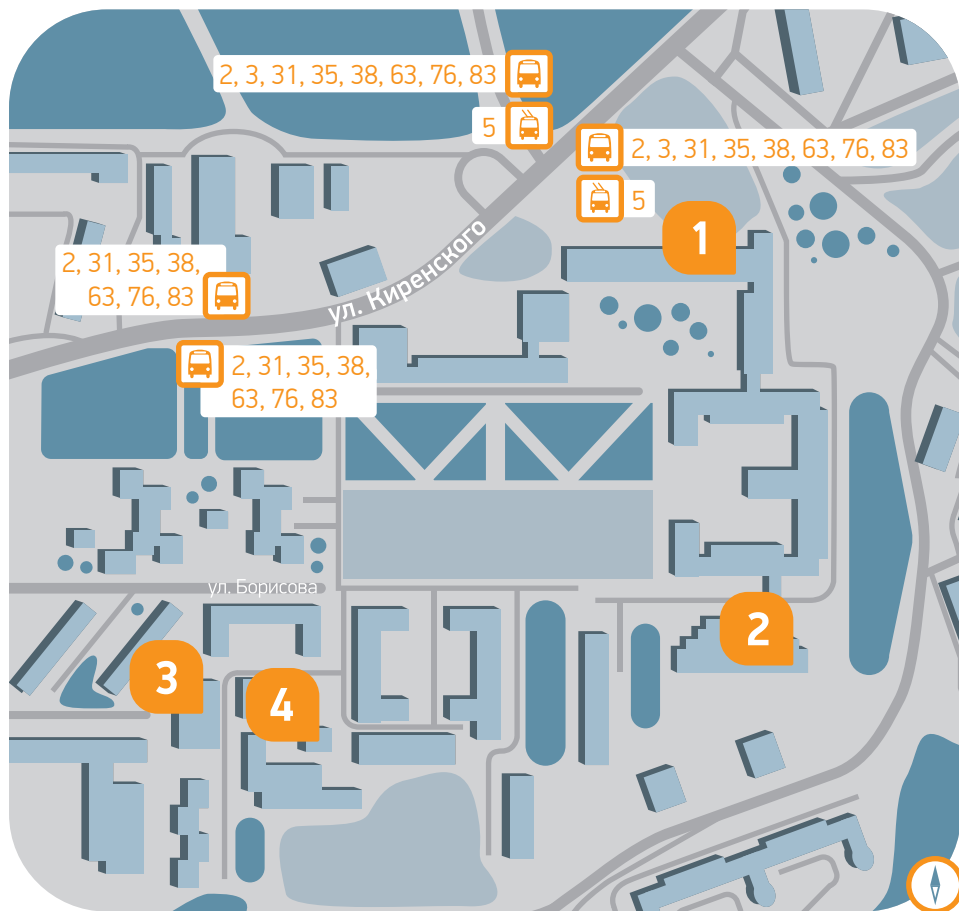 2, 3, 31, 35, 38, 63, 76, 83
5
2, 3, 31, 35, 38, 63, 76, 83
5
1
ул. Киренского
2, 31, 35, 38,
63, 76, 83
2, 31, 35, 38,
63, 76, 83
ул. Борисова
2
3
4